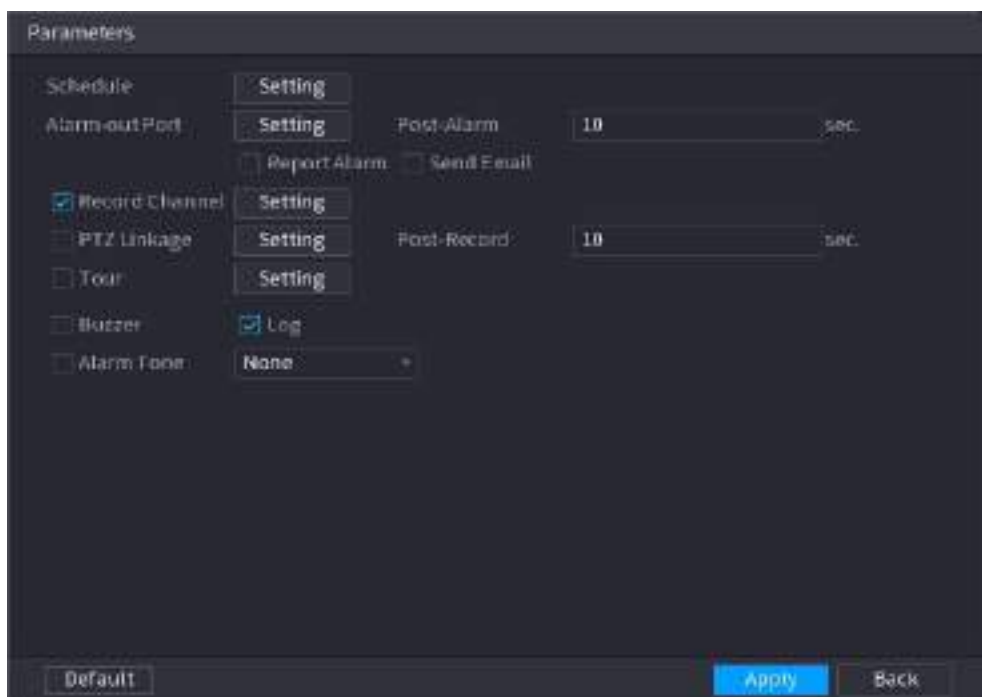 Parameters
Schedule Setting
Alarm-out Port Setting Post-Alarm 10 sec.
Report Alarm Send Email
Record Channel Setting
PTZ Linkage Setting Post-Record 10 sec.
Tour Setting
Buzzer Log
Alarm Tone None
Default Apply Back